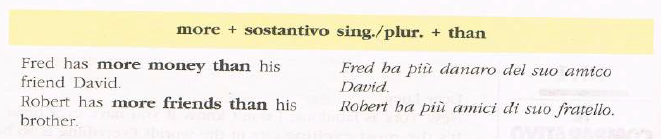 more + sostantivo sing./plur. + than
Fred has more money than his
friend David.
Robert has more friends than his
brother.
Fred ha più danaro del suo amico
David.
Robert ha più amici di suo fratello.